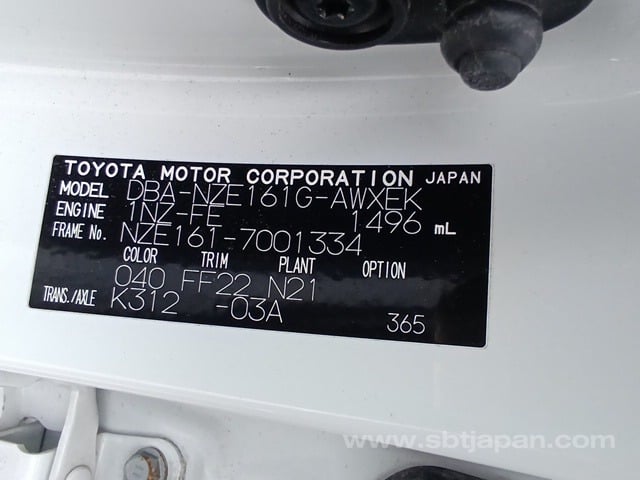 TOYOTA MOTOR CORPORATION JAPAN
MODEL DBA-NZE161G-AWXEK
ENGINE 1NZ-FE 1496 mL
FRAME No. NZE161-7001334
COLOR TRIM PLANT OPTION
040 FF22 N21
TRANS./AXLE K312 -03A
365
www.sbtjapan.com